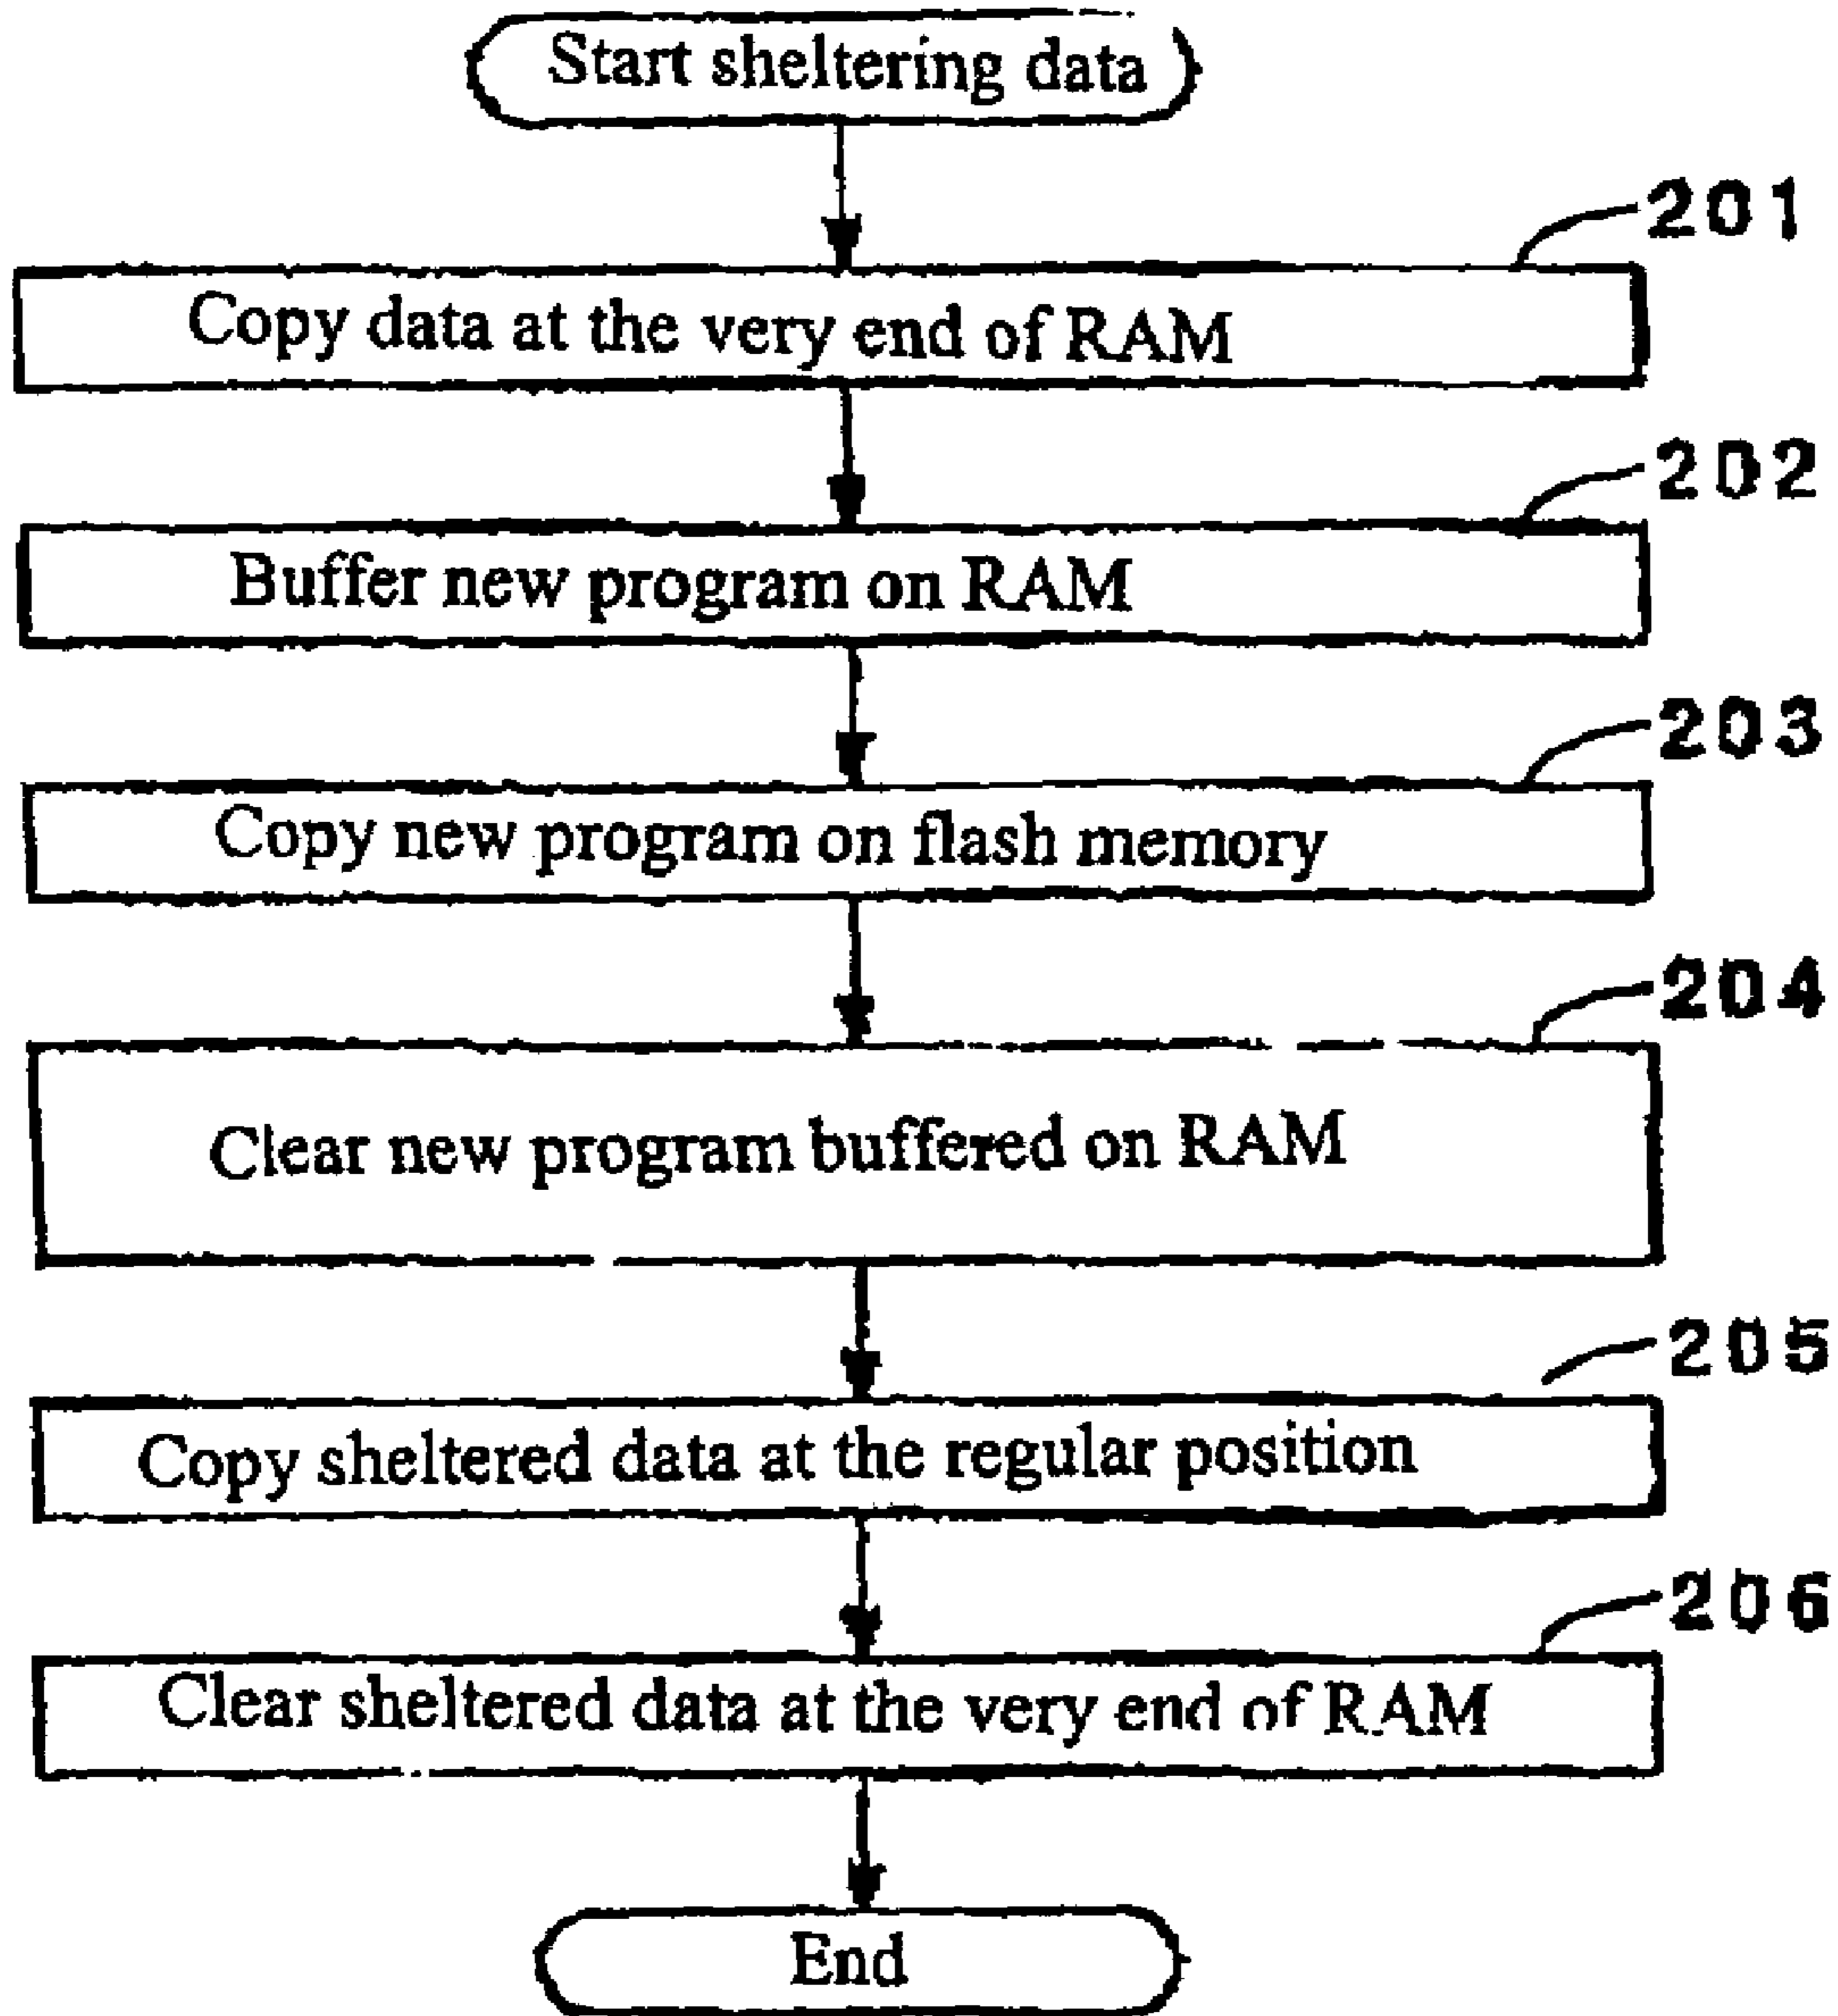 Start sheltering data
201
Copy data at the very end of RAM
202
Buffer new program on RAM
203
Copy new program on flash memory
204
Clear new program buffered on RAM
205
Copy sheltered data at the regular position
206
Clear sheltered data at the very end of RAM
End